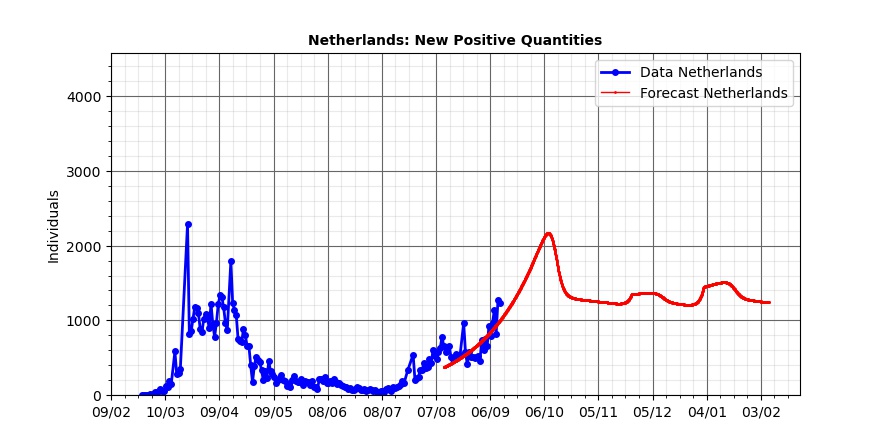 Netherlands: New Positive Quantities
Data Netherlands
Forecast Netherlands
Individuals
4000
3000
2000
1000
0
09/02 10/03 09/04 09/05 08/06 08/07 07/08 06/09 06/10 05/11 05/12 04/01 03/02